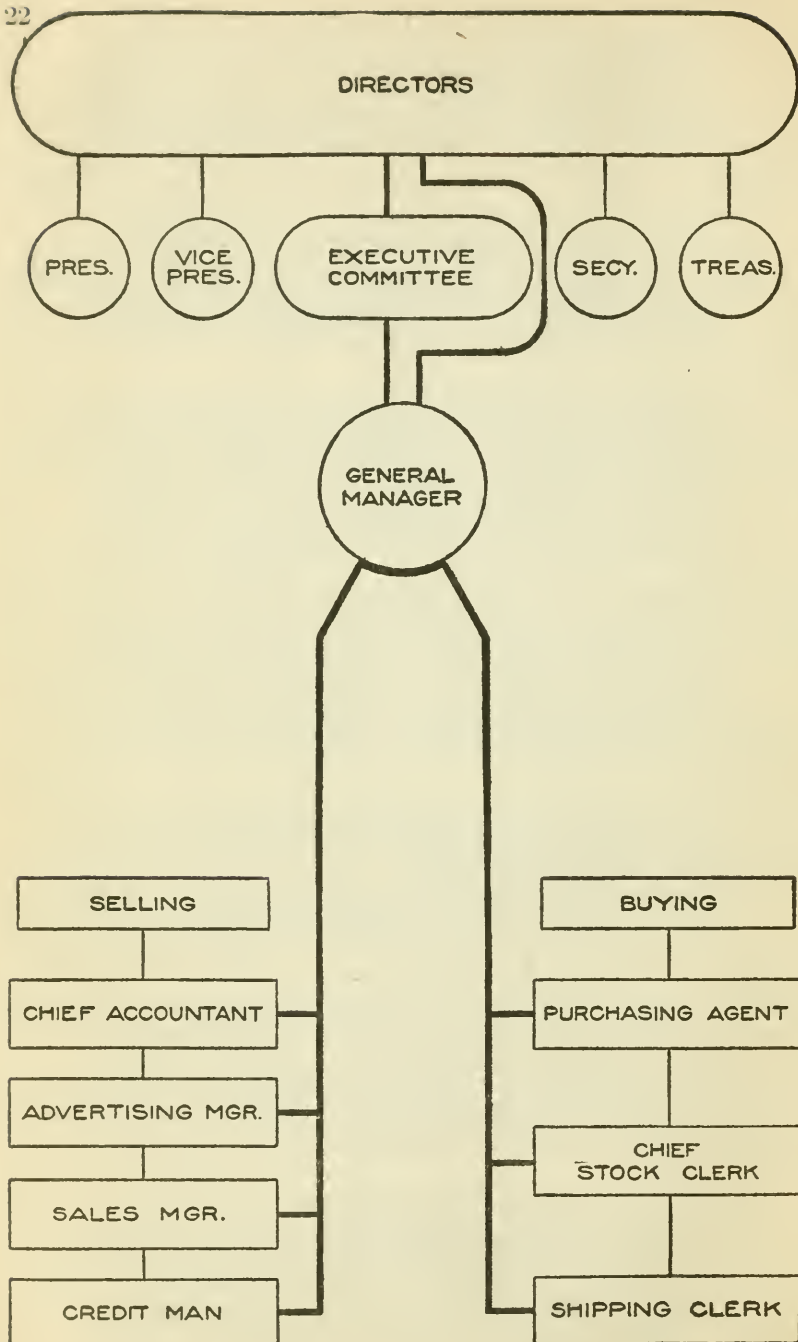 22
DIRECTORS
PRES.
VICE
PRES.
EXECUTIVE
COMMITTEE
SECY.
TREAS.
GENERAL
MANAGER
SELLING
CHIEF ACCOUNTANT
ADVERTISING MGR.
SALES MGR.
CREDIT MAN
BUYING
PURCHASING AGENT
CHIEF
STOCK CLERK
SHIPPING CLERK